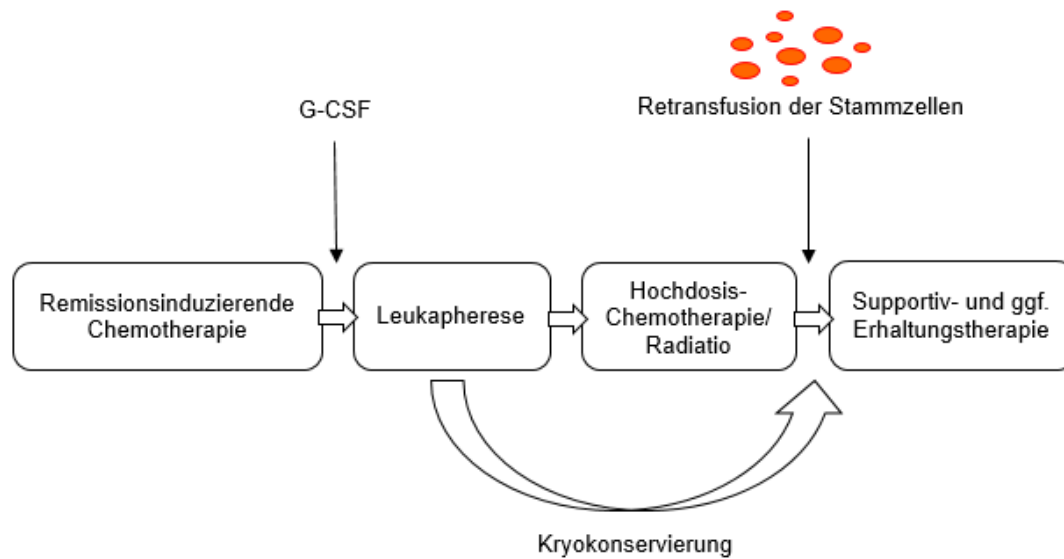 G-CSF
Retransfusion der Stammzellen
Remissionsinduzierende
Chemotherapie
Leukapherese
Hochdosis-
Chemotherapie/
Radiatio
Supportiv- und ggf.
Erhaltungstherapie
Kryokonservierung